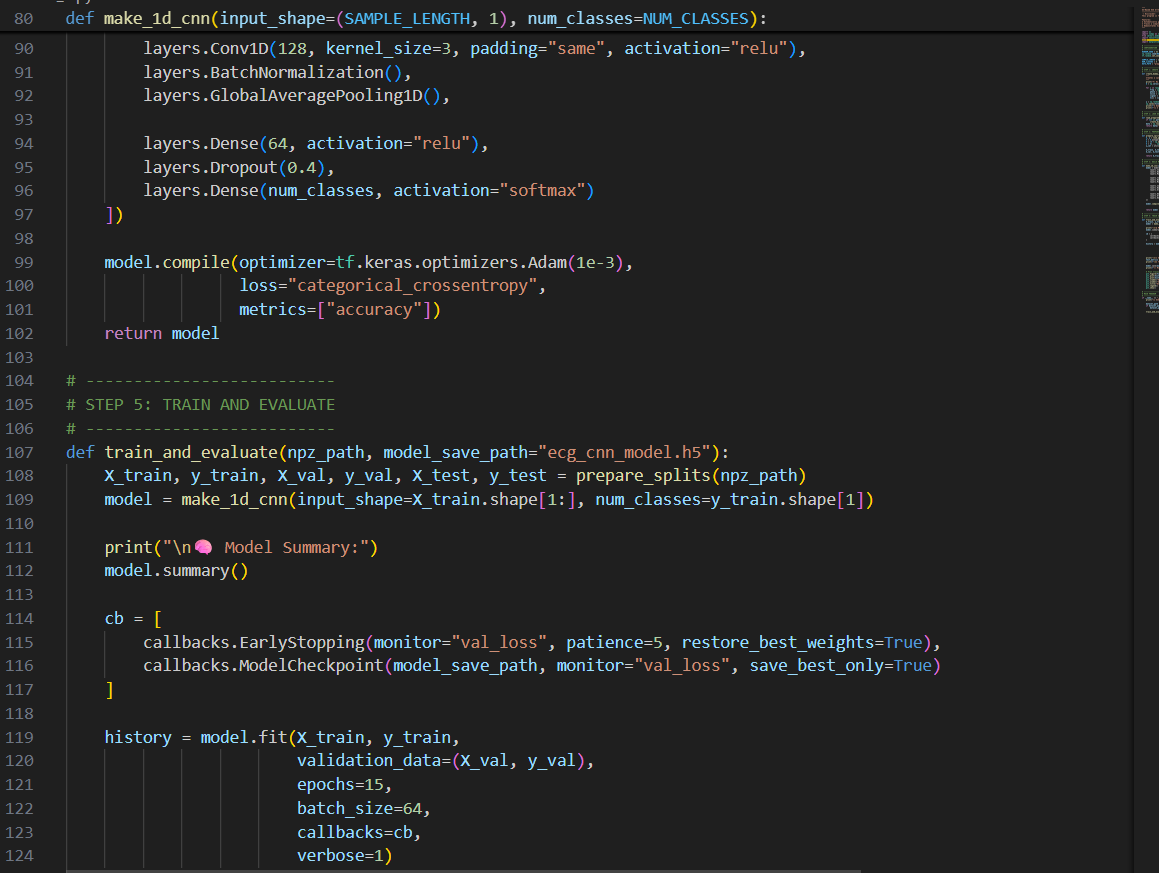 80 def make_1d_cnn(input_shape=(SAMPLE_LENGTH, 1), num_classes=NUM_CLASSES):
90 layers.Conv1D(128, kernel_size=3, padding="same", activation="relu"),
91 layers.BatchNormalization(),
92 layers.GlobalAveragePooling1D(),
93
94 layers.Dense(64, activation="relu"),
95 layers.Dropout(0.4),
96 layers.Dense(num_classes, activation="softmax")
97 ])
98
99 model.compile(optimizer=tf.keras.optimizers.Adam(1e-3),
100 loss="categorical_crossentropy",
101 metrics=["accuracy"])
102 return model
103
104 # --------------------------
105 # STEP 5: TRAIN AND EVALUATE
106 # --------------------------
107 def train_and_evaluate(npz_path, model_save_path="ecg_cnn_model.h5"):
108 X_train, y_train, X_val, y_val, X_test, y_test = prepare_splits(npz_path)
109 model = make_1d_cnn(input_shape=X_train.shape[1:], num_classes=y_train.shape[1])
110
111 print("\n🧠 Model Summary:")
112 model.summary()
113
114 cb = [
115 callbacks.EarlyStopping(monitor="val_loss", patience=5, restore_best_weights=True),
116 callbacks.ModelCheckpoint(model_save_path, monitor="val_loss", save_best_only=True)
117 ]
118
119 history = model.fit(X_train, y_train,
120 validation_data=(X_val, y_val),
121 epochs=15,
122 batch_size=64,
123 callbacks=cb,
124 verbose=1)